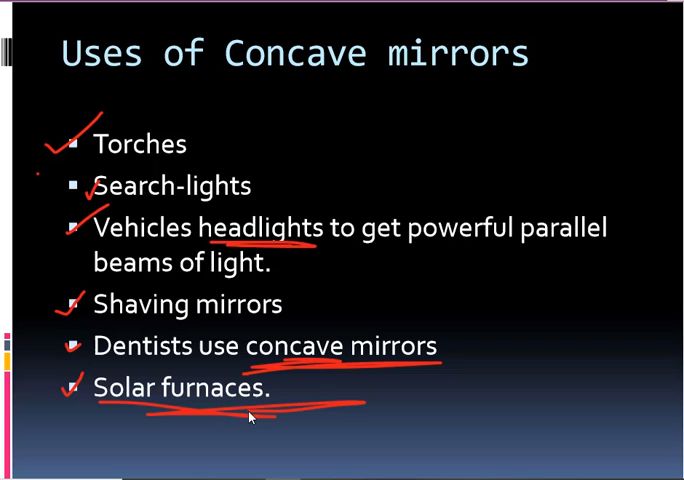 Uses of Concave mirrors
Torches
Search-lights
Vehicles headlights to get powerful parallel
beams of light.
Shaving mirrors
Dentists use concave mirrors
Solar furnaces.